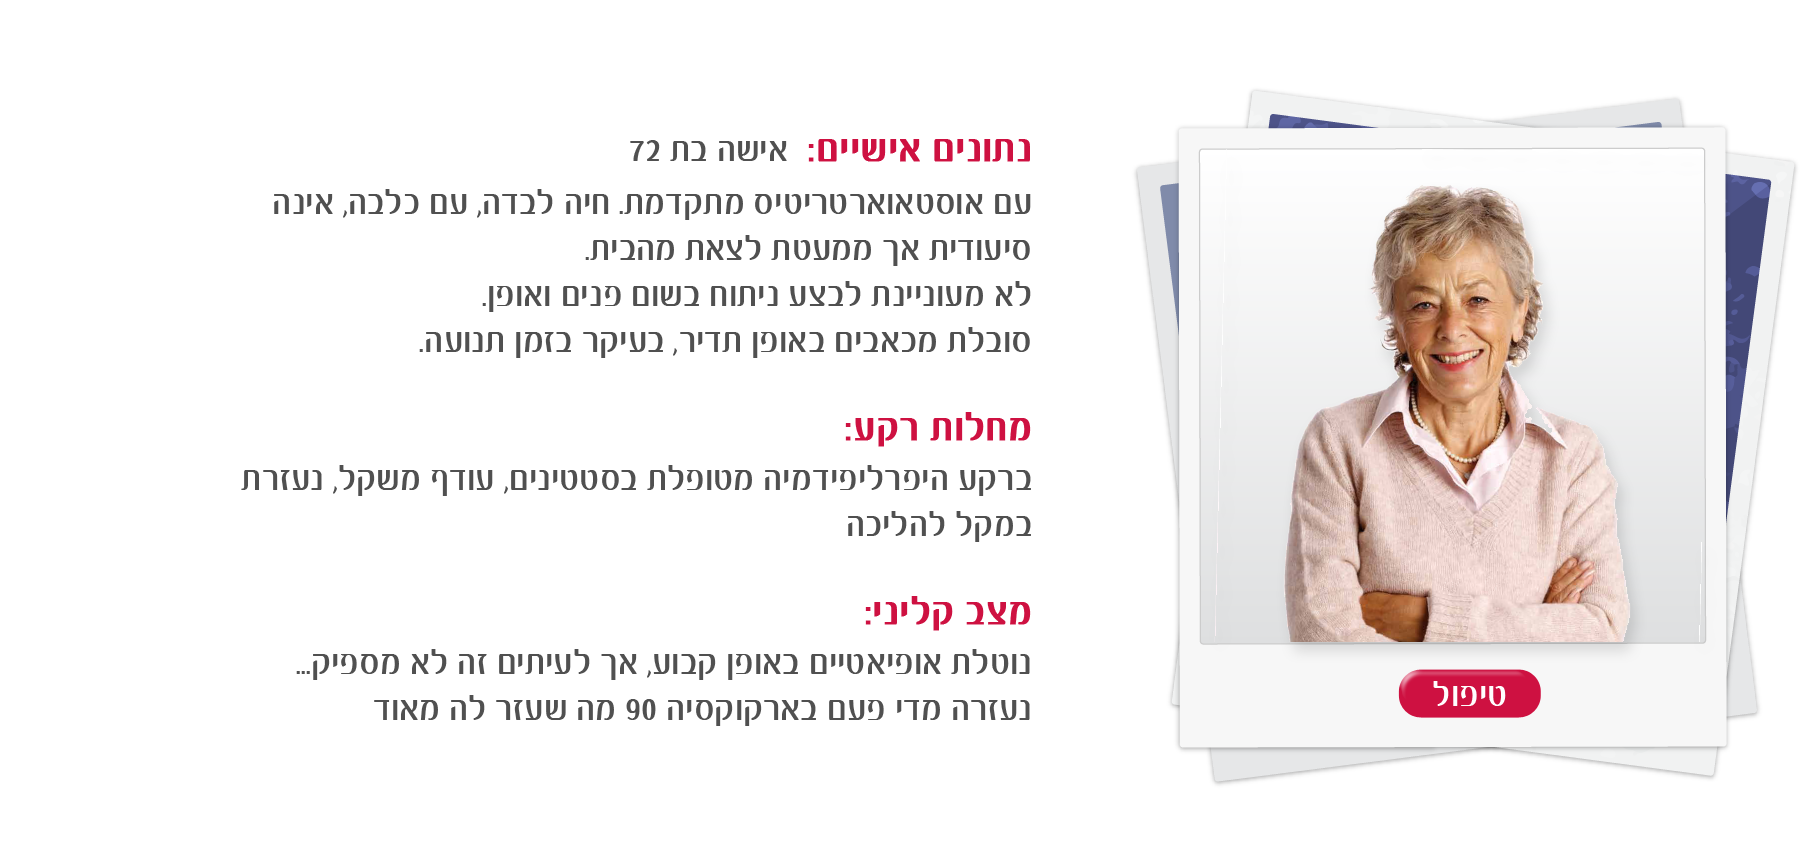 נתונים אישיים: אישה בת 72
עם אוסטאוארטריטיס מתקדמת. חיה לבדה, עם כלבה, אינה
סיעודית אך ממעטת לצאת מהבית.
לא מעוניינת לבצע ניתוח בשום פנים ואופן.
סובלת מכאבים באופן תדיר, בעיקר בזמן תנועה.
מחלות רקע:
ברקע היפרליפידמיה מטופלת בסטטינים, עודף משקל, נעזרת
במקל להליכה
מצב קליני:
נוטלת אופיאטיים באופן קבוע, אך לעיתים זה לא מספיק...
נעזרה מדי פעם בארקוקסיה 90 מה שעזר לה מאוד
טיפול